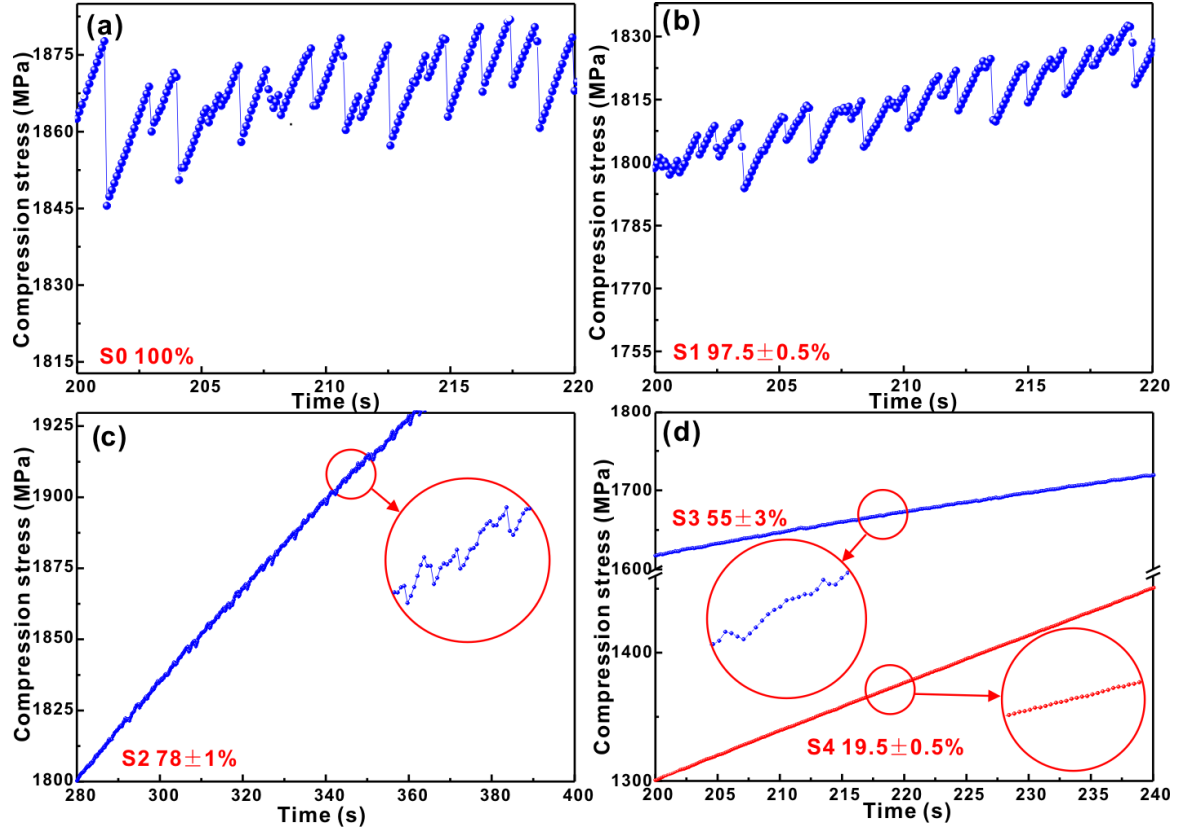 (a)
Compression stress (MPa)
1875
1860
1845
1830
1815
S0 100%
200 205 210 215 220
Time (s)
(b)
Compression stress (MPa)
1830
1815
1800
1785
1770
1755
S1 97.5±0.5%
200 205 210 215 220
Time (s)
(c)
Compression stress (MPa)
1925
1900
1875
1850
1825
1800
S2 78±1%
280 300 320 340 360 380 400
Time (s)
(d)
Compression stress (MPa)
1800
1700
1600
1400
1300
S3 55±3%
S4 19.5±0.5%
200 205 210 215 220 225 230 235 240
Time (s)